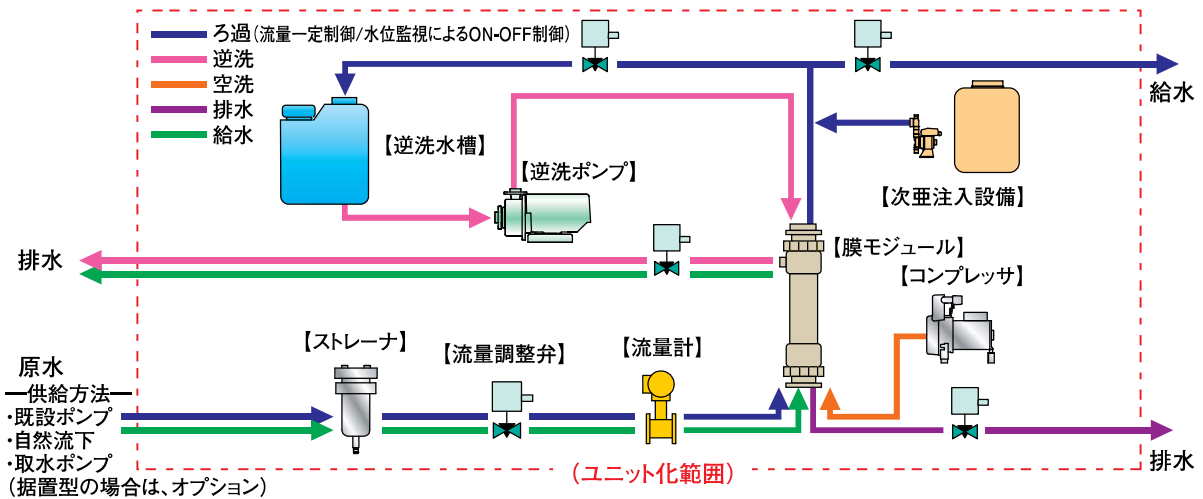 ろ過(流量一定制御/水位監視によるON-OFF制御)
逆洗
空洗
排水
給水
給水
【逆洗水槽】
【逆洗ポンプ】
【次亜注入設備】
排水
【膜モジュール】
【コンプレッサ】
【ストレーナ】
【流量調整弁】
【流量計】
原水
―供給方法―
・既設ポンプ
・自然流下
・取水ポンプ
(据置型の場合は、オプション)
(ユニット化範囲)
排水